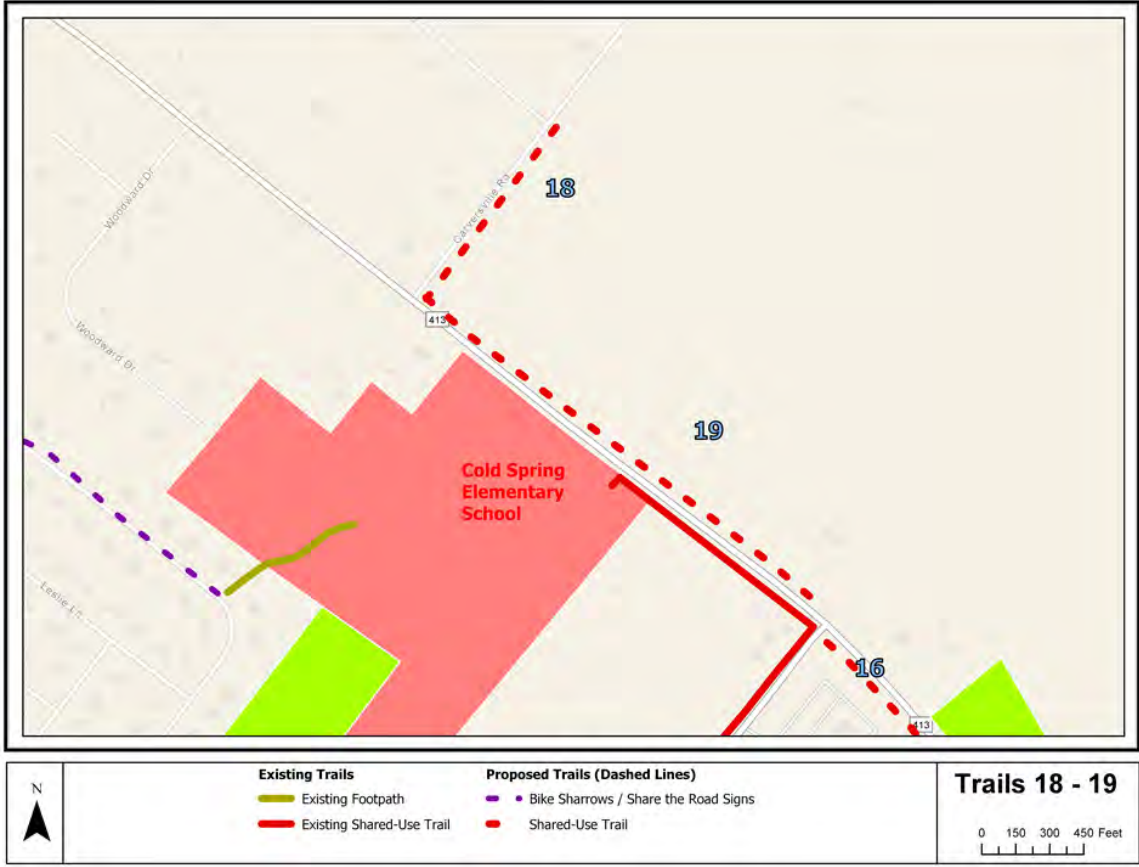 18
Woodward Dr
413
Woodward Dr
19
Cold Spring
Elementary
School
Leslie Ln
16
413
N
Existing Trails
Existing Footpath
Existing Shared-Use Trail
Proposed Trails (Dashed Lines)
Bike Sharrows / Share the Road Signs
Shared-Use Trail
Trails 18 - 19
0 150 300 450 Feet